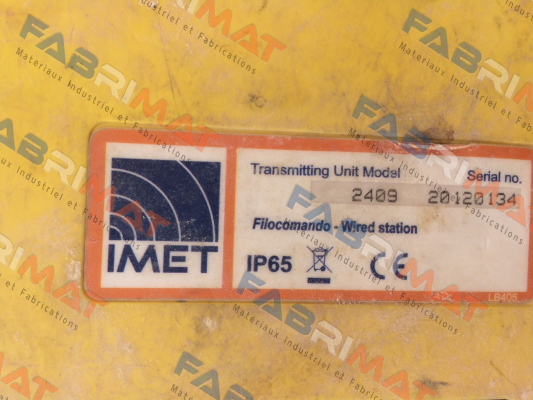 Transmitting Unit Model Serial no.
2409 20120134
Filocomando - Wired station
IMET
IP65 CE
LB405
FABRIMAT
Materiaux Industriel et Fabrications